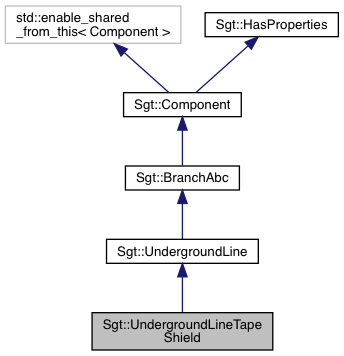 std::enable_shared
_from_this< Component >
Sgt::HasProperties
Sgt::Component
Sgt::BranchAbc
Sgt::UndergroundLine
Sgt::UndergroundLineTape
Shield